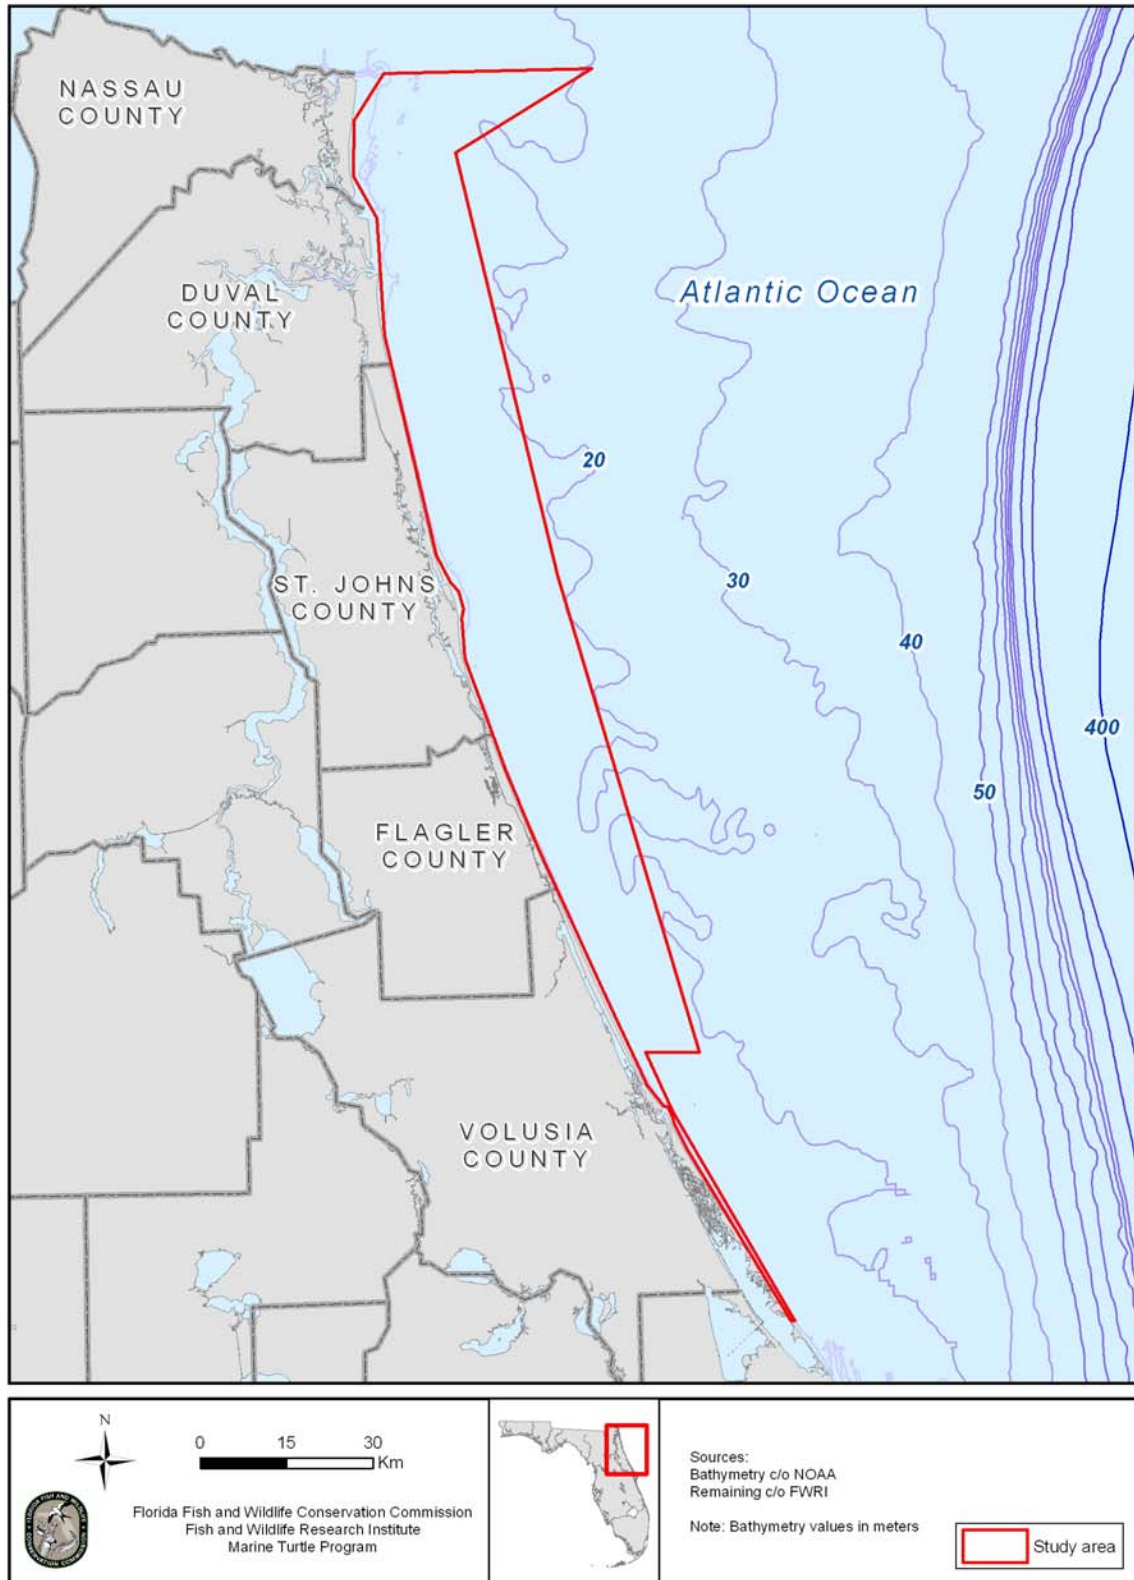 NASSAU
COUNTY
DUVAL
COUNTY
Atlantic Ocean
20
ST. JOHNS
COUNTY
30
40
400
50
FLAGLER
COUNTY
VOLUSIA
COUNTY
N
0 15 30
Km
Florida Fish and Wildlife Conservation Commission
Fish and Wildlife Research Institute
Marine Turtle Program
Sources:
Bathymetry c/o NOAA
Remaining c/o FWRI
Note: Bathymetry values in meters
Study area